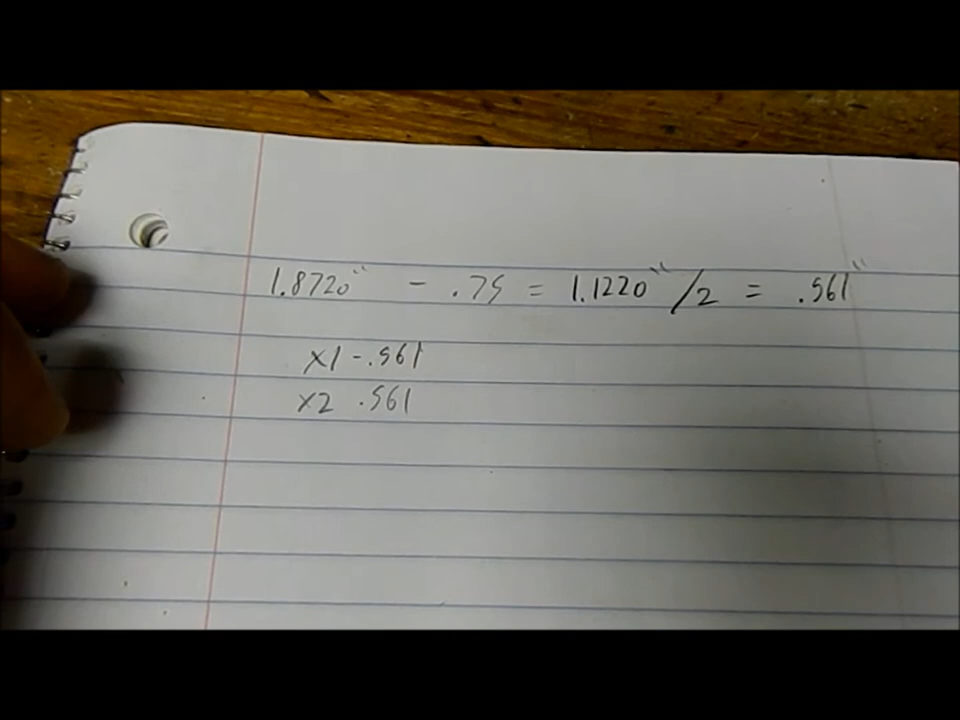 1.8720" - .75 = 1.1220"/2 = .561"
x1 -.561
x2 .561